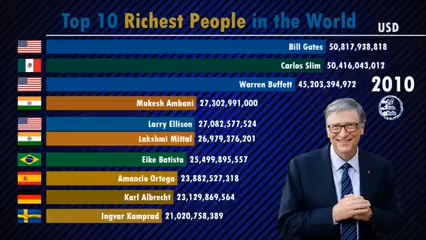 Top 10 Richest People in the World
USD
Bill Gates 50,817,938,818
Carlos Slim 50,416,043,012
Warren Buffett 45,203,394,972
2010
Mukesh Ambani 27,302,991,000
Larry Ellison 27,082,577,524
Lakshmi Mittal 26,979,376,201
Eike Batista 25,499,895,557
Amancio Ortega 23,882,527,318
Karl Albrecht 23,129,869,564
Ingvar Kamprad 21,020,758,389